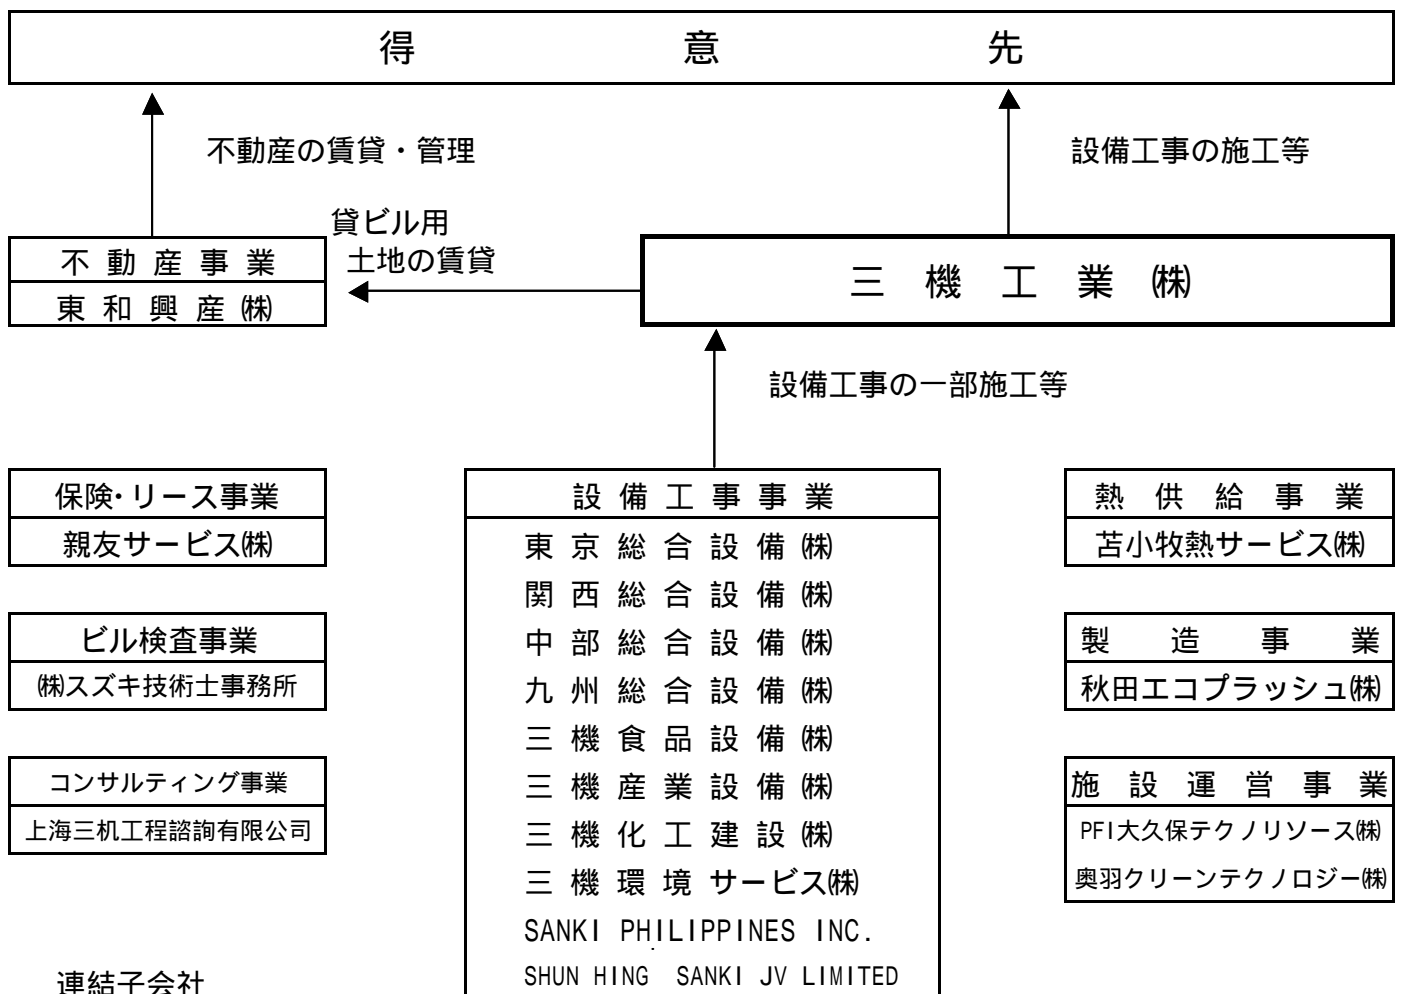 得意先
不動産の賃貸・管理
設備工事の施工等
貸ビル用
土地の賃貸
不動産事業
東和興産㈱
三機工業㈱
設備工事の一部施工等
保険・リース事業
親友サービス㈱
ビル検査事業
㈱スズキ技術士事務所
コンサルティング事業
上海三机工程諮詢有限公司
設備工事事業
東京総合設備㈱
関西総合設備㈱
中部総合設備㈱
九州総合設備㈱
三機食品設備㈱
三機産業設備㈱
三機化工建設㈱
三機環境サービス㈱
SANKI PHILIPPINES INC.
SHUN HING SANKI JV LIMITED
熱供給事業
苫小牧熱サービス㈱
製造事業
秋田エコプラッシュ㈱
施設運営事業
PFI大久保テクノリソース㈱
奥羽クリーンテクノロジー㈱
連結子会社